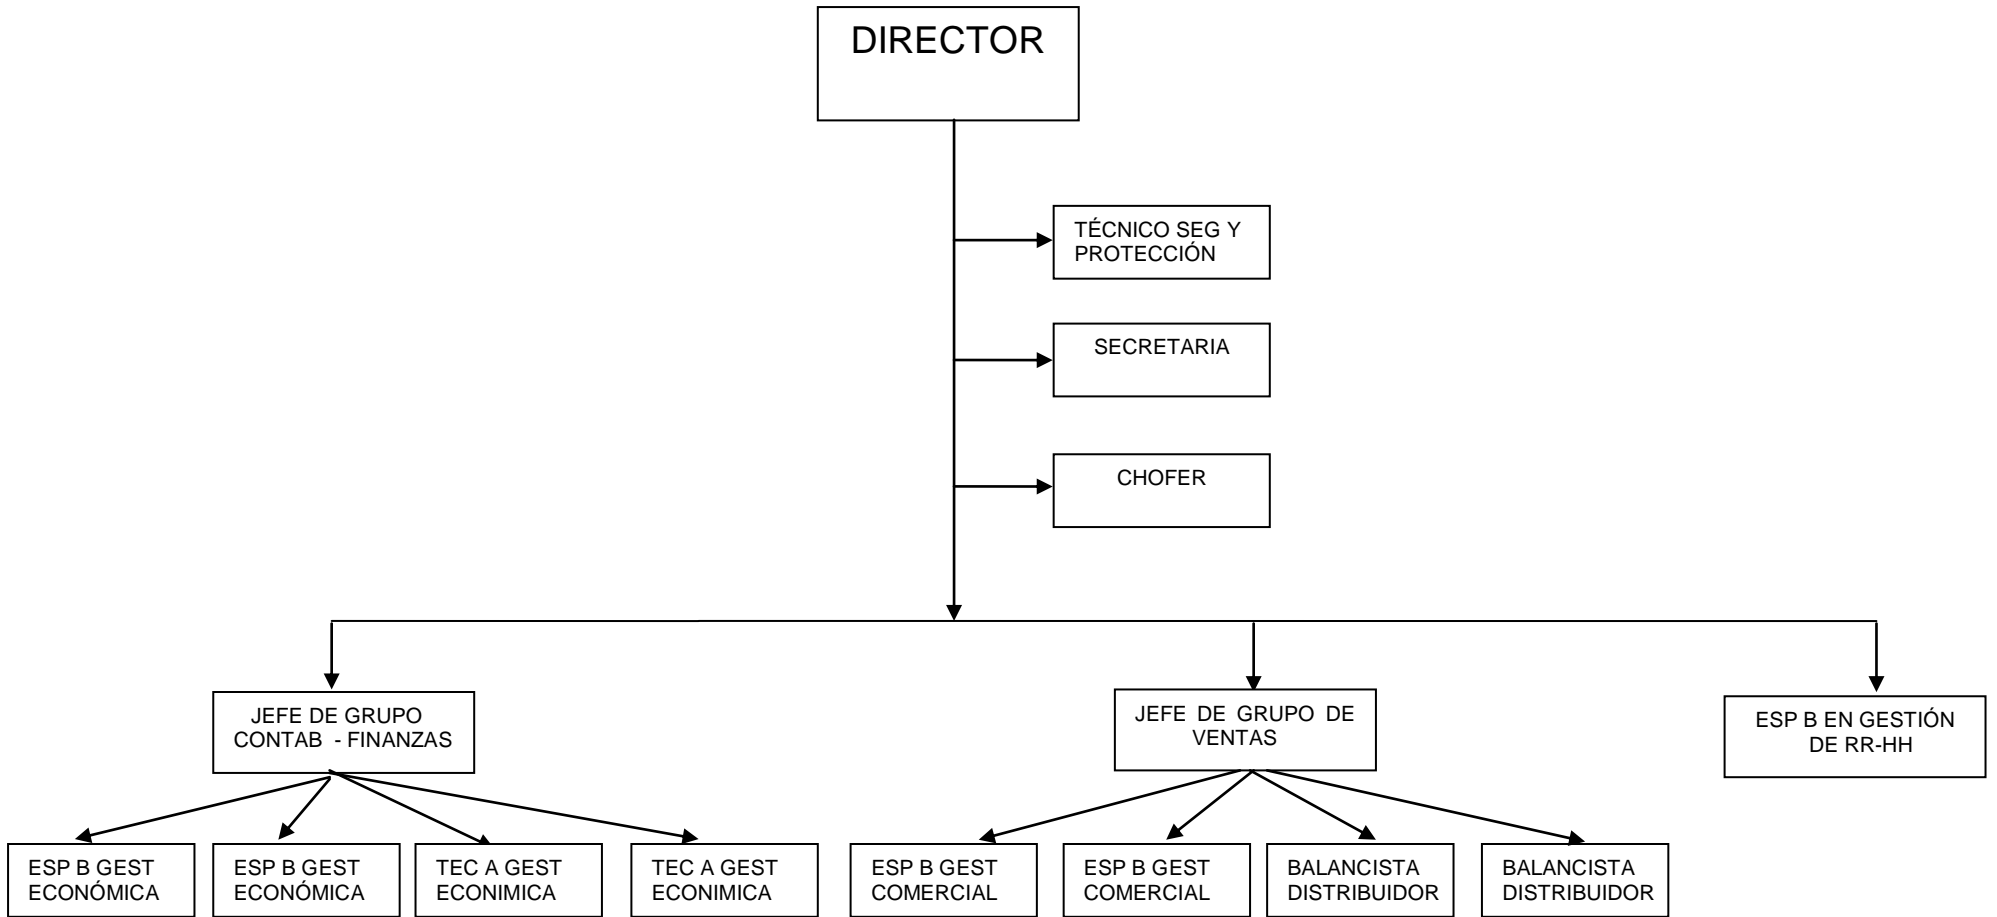 DIRECTOR
TÉCNICO SEG Y
PROTECCIÓN
SECRETARIA
CHOFER
JEFE DE GRUPO
CONTAB - FINANZAS
JEFE DE GRUPO DE
VENTAS
ESP B EN GESTIÓN
DE RR-HH
ESP B GEST
ECONÓMICA
ESP B GEST
ECONÓMICA
TEC A GEST
ECONIMICA
TEC A GEST
ECONIMICA
ESP B GEST
COMERCIAL
ESP B GEST
COMERCIAL
BALANCISTA
DISTRIBUIDOR
BALANCISTA
DISTRIBUIDOR